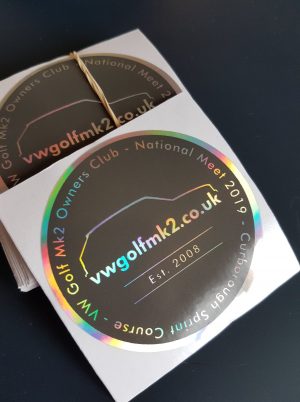 VW Golf Mk2 Owners Club - National Meet
vwgolfmk2.co.uk
VW Golf Mk2 Owners Club - National Meet 2019 - Curborough Sprint Course -
vwgolfmk2.co.uk
Est. 2008